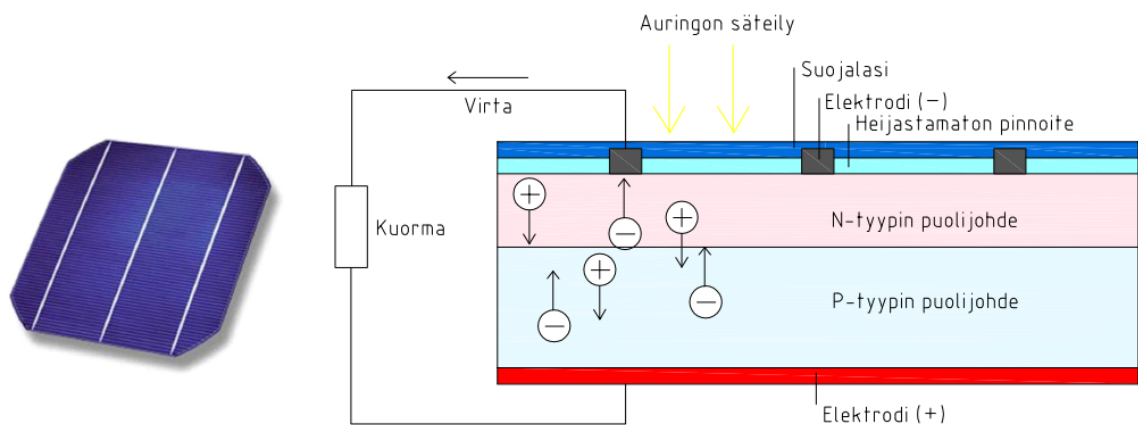 Auringon säteily
Suojalasi
Virta
Elektrodi (−)
Heijastamaton pinnoite
+
−
+
N-tyypin puolijohde
Kuorma
+
−
−
P-tyypin puolijohde
Elektrodi (+)